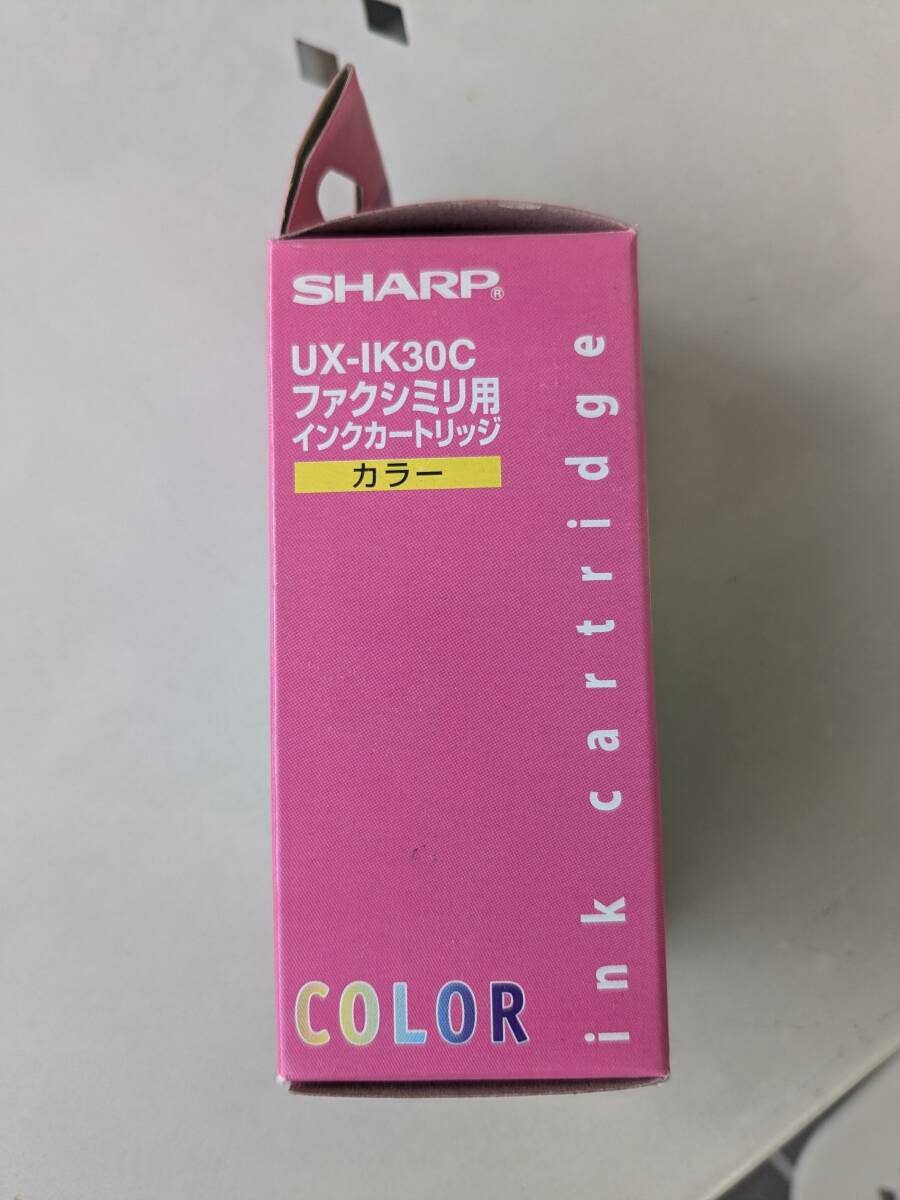 SHARP®
UX-IK30C
ファクシミリ用
インクカートリッジ
カラー
ink cartridge
COLOR